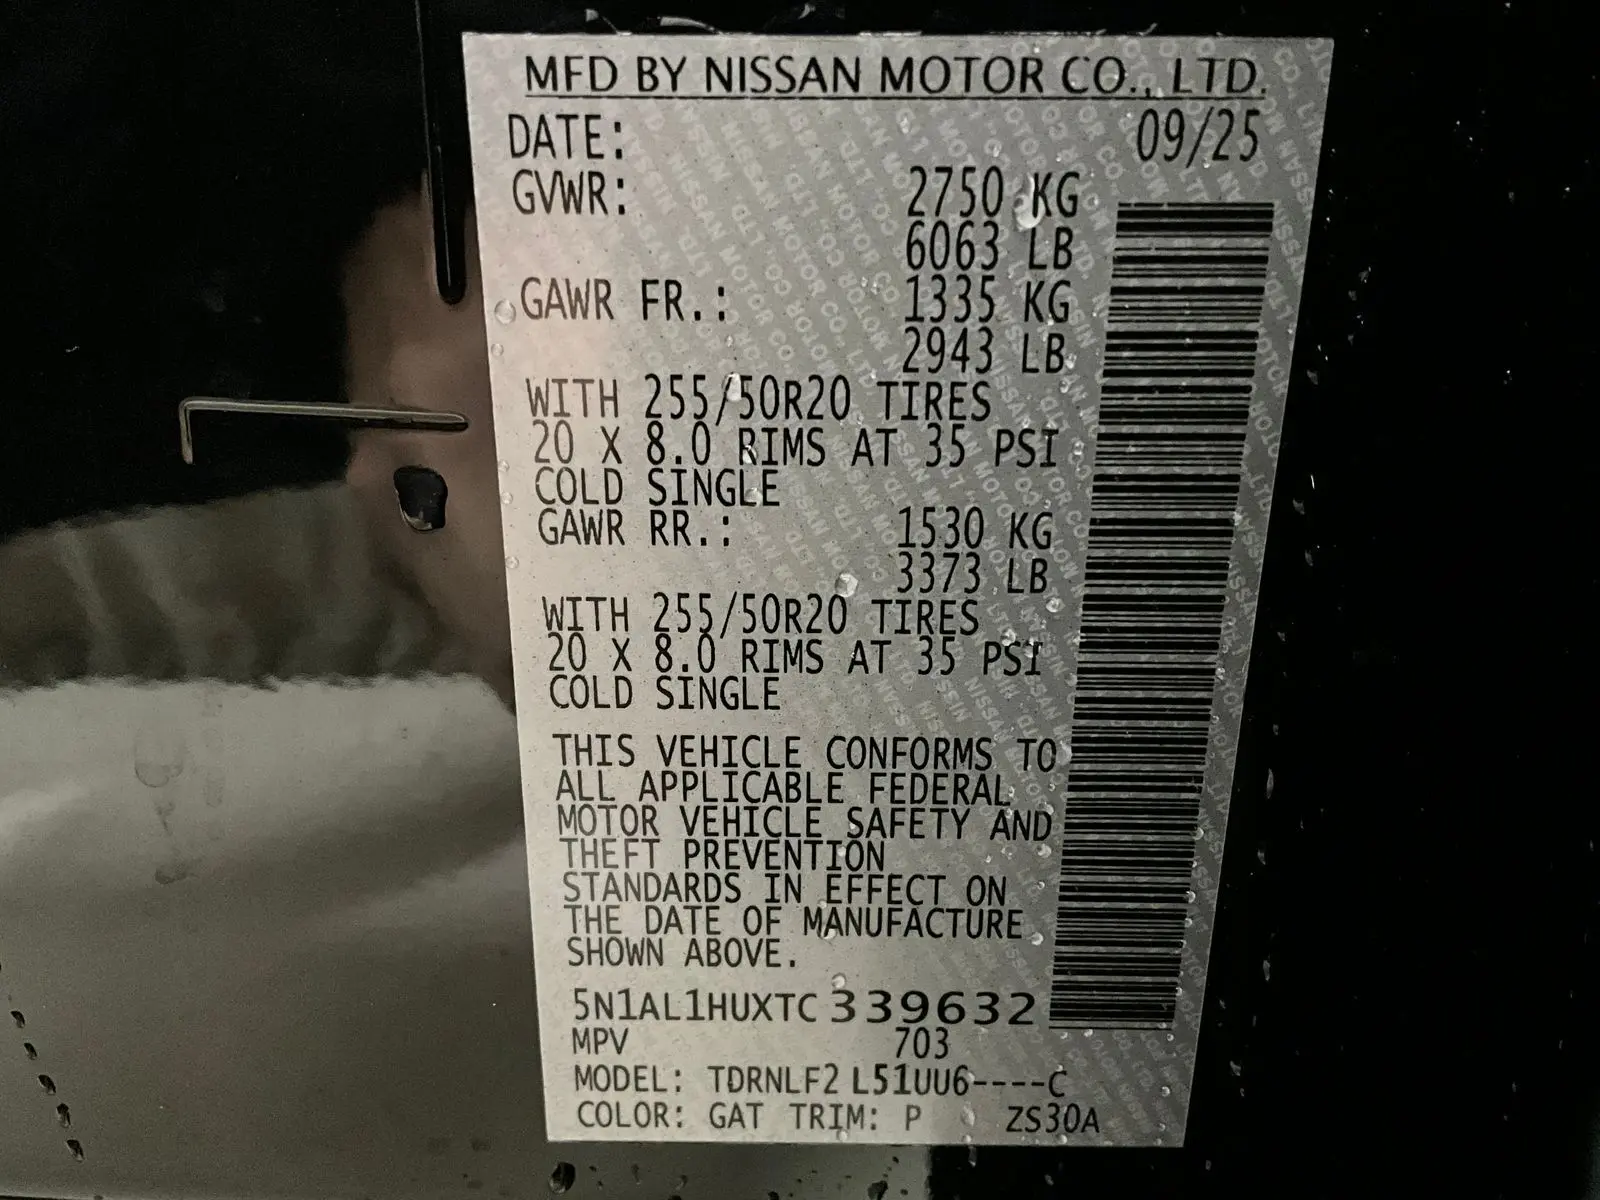 MFD BY NISSAN MOTOR CO., LTD.
DATE: 09/25
GVWR: 2750 KG
6063 LB
GAWR FR.: 1335 KG
2943 LB
WITH 255/50R20 TIRES
20 X 8.0 RIMS AT 35 PSI
COLD SINGLE
GAWR RR.: 1530 KG
3373 LB
WITH 255/50R20 TIRES
20 X 8.0 RIMS AT 35 PSI
COLD SINGLE
THIS VEHICLE CONFORMS TO
ALL APPLICABLE FEDERAL
MOTOR VEHICLE SAFETY AND
THEFT PREVENTION
STANDARDS IN EFFECT ON
THE DATE OF MANUFACTURE
SHOWN ABOVE.
5N1AL1HUXTC339632
MPV 703
MODEL: TDRNLF2 L51UU6----C
COLOR: GAT TRIM: P ZS30A